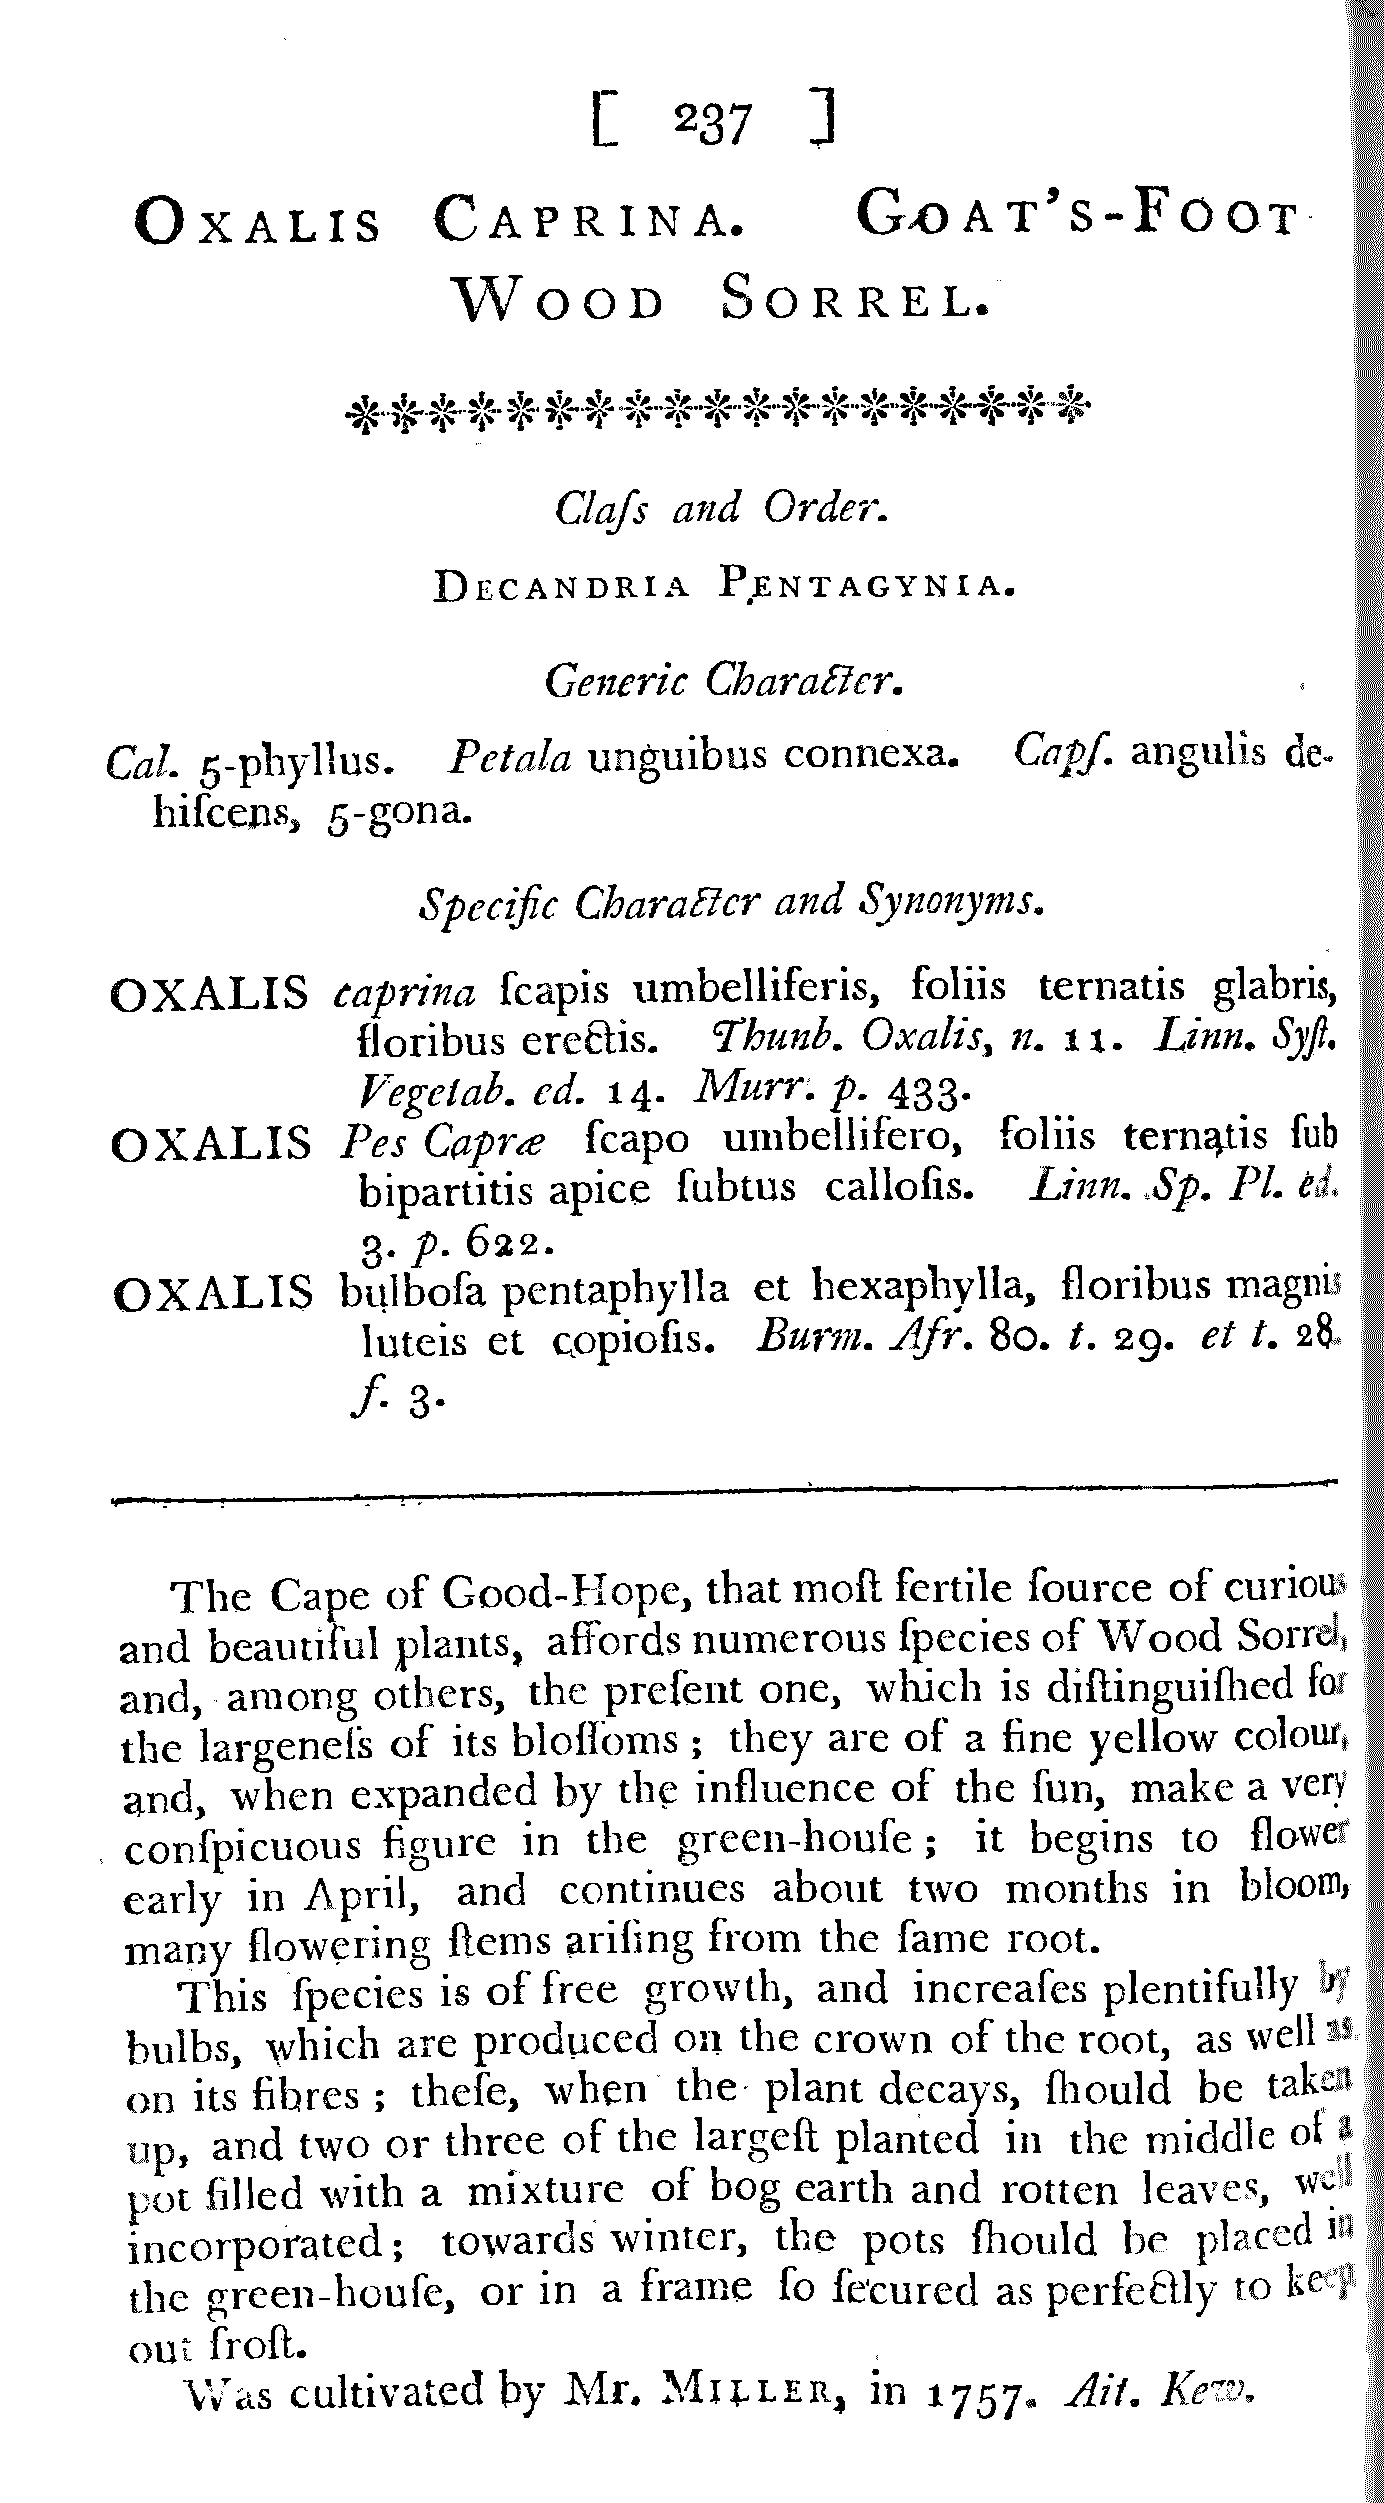 [ 237 ]
OXALIS CAPRINA. GOAT'S-FOOT
WOOD SORREL.
Claſs and Order.
DECANDRIA PENTAGYNIA.
Generic Character.
Cal. 5-phyllus. Petala unguibus connexa. Capſ. angulis de-
hiſcens, 5-gona.
Specific Character and Synonyms.
OXALIS caprina ſcapis umbelliferis, foliis ternatis glabris,
floribus erectis. Thunb. Oxalis, n. 11. Linn. Syſt.
Vegetab. ed. 14. Murr. p. 433.
OXALIS Pes Capræ ſcapo umbellifero, foliis ternatis ſub
bipartitis apice ſubtus calloſis. Linn. Sp. Pl. ed.
3. p. 622.
OXALIS bulboſa pentaphylla et hexaphylla, floribus magnis
luteis et copioſis. Burm. Afr. 80. t. 29. et t. 28.
f. 3.
The Cape of Good-Hope, that moſt fertile ſource of curious
and beautiful plants, affords numerous ſpecies of Wood Sorrel,
and, among others, the preſent one, which is diſtinguiſhed for
the largeneſs of its bloſſoms; they are of a fine yellow colour,
and, when expanded by the influence of the ſun, make a very
conſpicuous figure in the green-houſe; it begins to flower
early in April, and continues about two months in bloom,
many flowering ſtems ariſing from the ſame root.
This ſpecies is of free growth, and increaſes plentifully by
bulbs, which are produced on the crown of the root, as well as
on its fibres; theſe, when the plant decays, ſhould be taken
up, and two or three of the largeſt planted in the middle of a
pot filled with a mixture of bog earth and rotten leaves, well
incorporated; towards winter, the pots ſhould be placed in
the green-houſe, or in a frame ſo ſecured as perfectly to keep
out froſt.
Was cultivated by Mr. MILLER, in 1757. Ait. Kew.